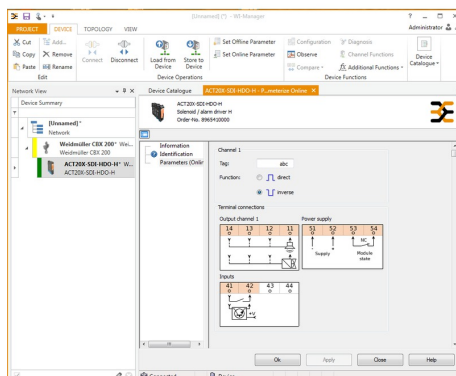 [Unnamed] (*) - WI-Manager
PROJECT DEVICE TOPOLOGY VIEW Administrator
Cut Add...
Copy Remove
Paste Rename
Connect Disconnect
Load from Device
Store to Device
Set Offline Parameter
Set Online Parameter
Configuration Diagnosis
Observe Channel Functions
Compare Additional Functions
Device Catalogue
Edit Device Operations Device Functions
Network View
Device Summary
[Unnamed]*
Network
Weidmüller CBX 200* Wei...
Weidmüller CBX 200
ACT20X-SDI-HDO-H* W...
ACT20X-SDI-HDO-H
Device Catalogue ACT20X-SDI-HDO-H - P...meterize Online
ACT20X-SDI-HDO-H
Solenoid / alarm driver H
Order-No. 8965410000
Information
Identification
Parameters (Onlir
Channel 1
Tag: abc
Function: direct
inverse
Terminal connections
Output channel 1 Power supply
14 13 12 11 51 52 53 54
NC
Supply Module state
Inputs
41 42 43 44
+V
Ok Apply Close Help
Connected Device